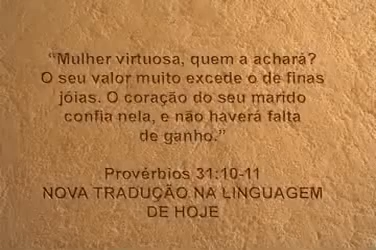 “Mulher virtuosa, quem a achará?
O seu valor muito excede o de finas
jóias. O coração do seu marido
confia nela, e não haverá falta
de ganho.”
Provérbios 31:10-11
NOVA TRADUÇÃO NA LINGUAGEM
DE HOJE